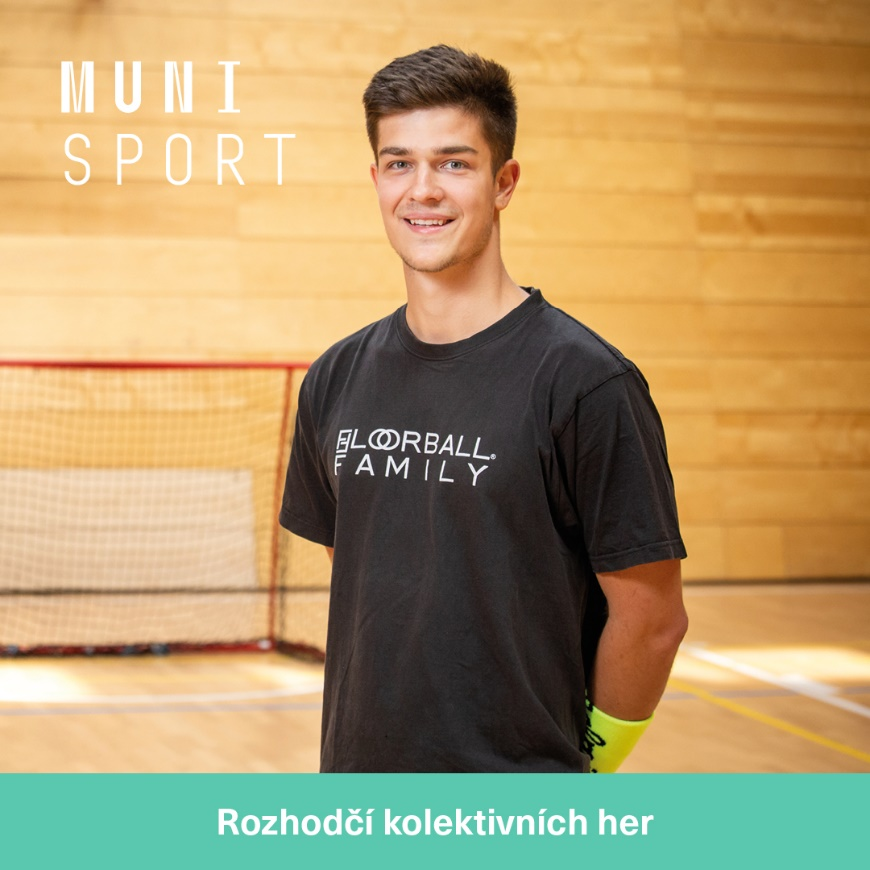 MUNI
SPORT
FLOORBALL®
FAMILY
Rozhodčí kolektivních her